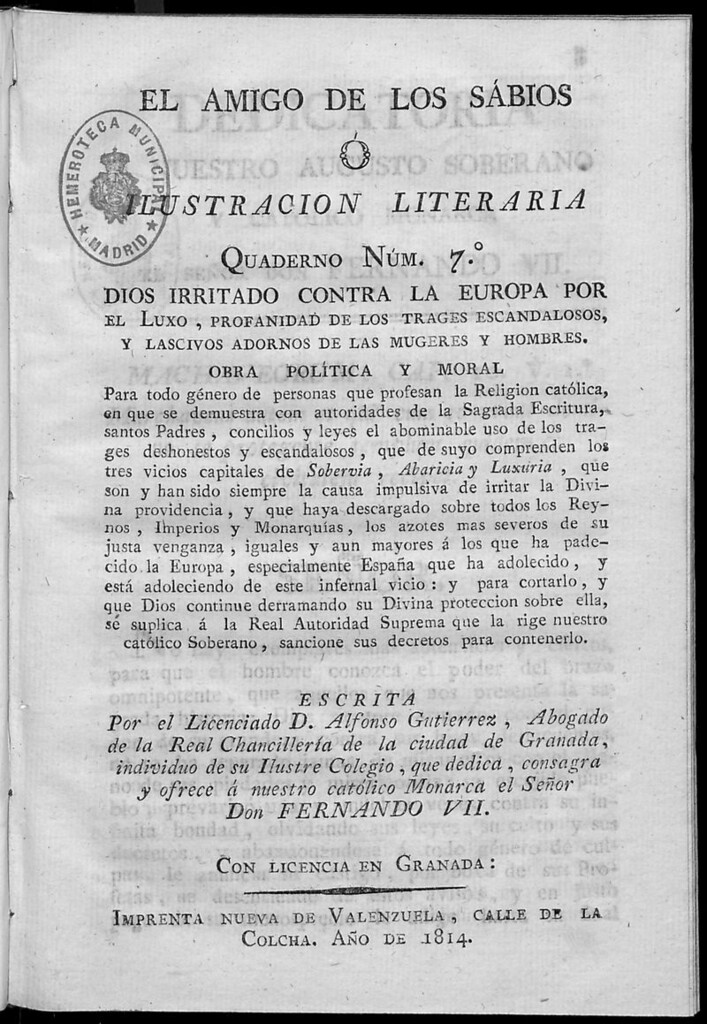 EL AMIGO DE LOS SÁBIOS
Ó
ILUSTRACION LITERARIA
QUADERNO NÚM. 7.º
DIOS IRRITADO CONTRA LA EUROPA POR
EL LUXO , PROFANIDAD DE LOS TRAGES ESCANDALOSOS,
Y LASCIVOS ADORNOS DE LAS MUGERES Y HOMBRES.
OBRA POLÍTICA Y MORAL
Para todo género de personas que profesan la Religion católica,
en que se demuestra con autoridades de la Sagrada Escritura,
santos Padres , concilios y leyes el abominable uso de los tra-
ges deshonestos y escandalosos , que de suyo comprenden los
tres vicios capitales de Sobervia , Abaricia y Luxuria , que
son y han sido siempre la causa impulsiva de irritar la Divi-
na providencia , y que haya descargado sobre todos los Rey-
nos , Imperios y Monarquías, los azotes mas severos de su
justa venganza , iguales y aun mayores á los que ha pade-
cido la Europa , especialmente España que ha adolecido , y
está adoleciendo de este infernal vicio : y para cortarlo , y
que Dios continue derramando su Divina proteccion sobre ella,
sé suplica á la Real Autoridad Suprema que la rige nuestro
católico Soberano , sancione sus decretos para contenerlo.
ESCRITA
Por el Licenciado D. Alfonso Gutierrez , Abogado
de la Real Chancillería de la ciudad de Granada,
individuo de su Ilustre Colegio , que dedica , consagra
y ofrece á nuestro católico Monarca el Señor
Don FERNANDO VII.
CON LICENCIA EN GRANADA :
IMPRENTA NUEVA DE VALENZUELA , CALLE DE LA
COLCHA. AÑO DE 1814.
HEMEROTECA MUNICIPAL
* MADRID *